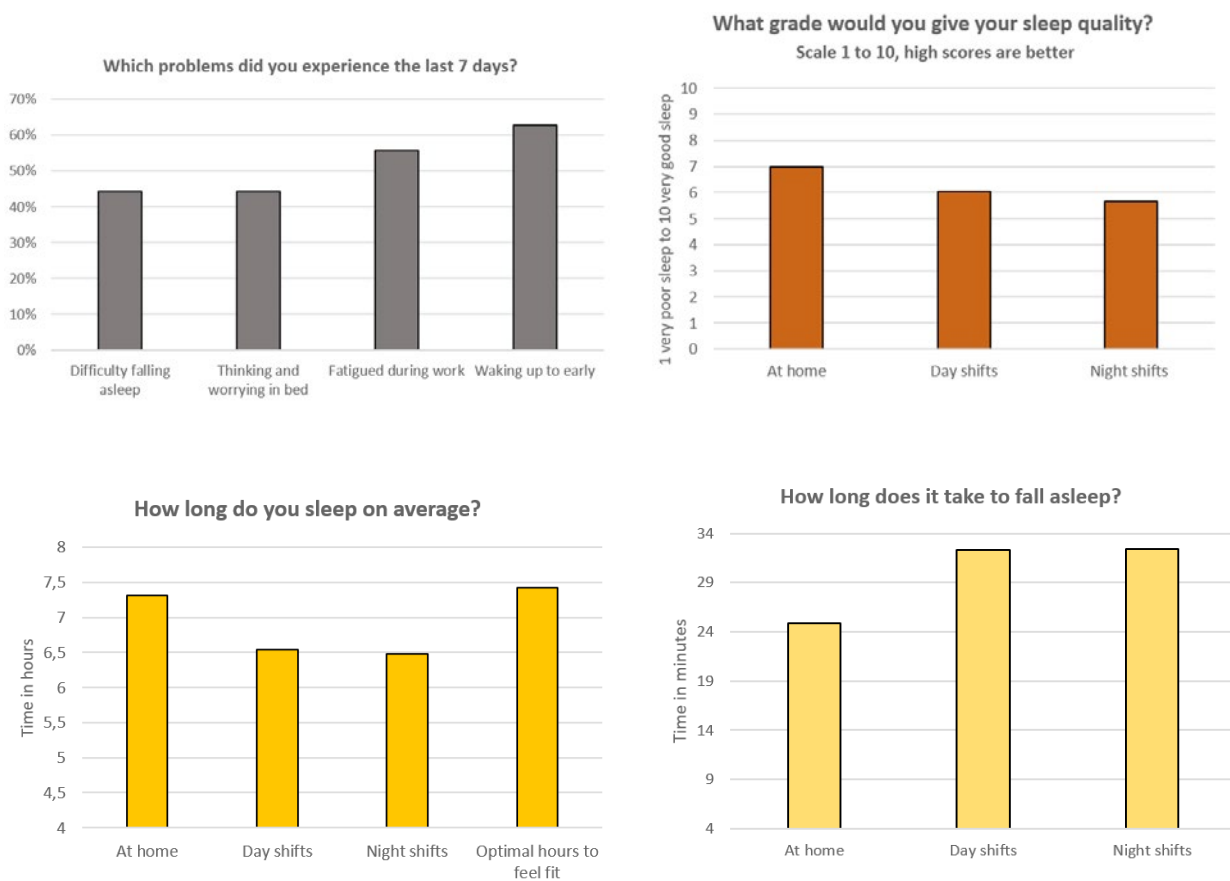 Which problems did you experience the last 7 days?
70%
60%
50%
40%
30%
20%
10%
0%
Difficulty falling
asleep
Thinking and
worrying in bed
Fatigued during work
Waking up to early
What grade would you give your sleep quality?
Scale 1 to 10, high scores are better
1 very poor sleep to 10 very good sleep
10
9
8
7
6
5
4
3
2
1
0
At home
Day shifts
Night shifts
How long do you sleep on average?
Time in hours
8
7,5
7
6,5
6
5,5
5
4,5
4
At home
Day shifts
Night shifts
Optimal hours to
feel fit
How long does it take to fall asleep?
Time in minutes
34
29
24
19
14
9
4
At home
Day shifts
Night shifts